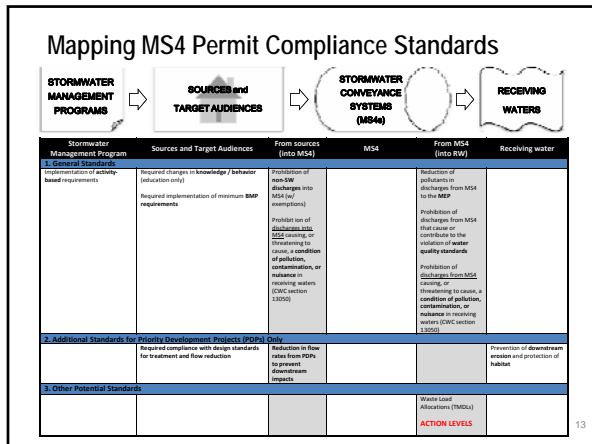 Mapping MS4 Permit Compliance Standards
STORMWATER
MANAGEMENT
PROGRAMS
SOURCES and
TARGET AUDIENCES
STORMWATER
CONVEYANCE
SYSTEMS
(MS4s)
RECEIVING
WATERS
Stormwater
Management Program
Sources and Target Audiences
From sources
(into MS4)
MS4
From MS4
(into RW)
Receiving water
1. General Standards
Implementation of activity-
based requirements
Required changes in knowledge / behavior
(education only)
Required implementation of minimum BMP
requirements
Prohibition of
non-SW
discharges into
MS4 (w/
exemptions)
Prohibit ion of
discharges into
MS4 causing, or
threatening to
cause, a condition
of pollution,
contamination, or
nuisance in
receiving waters
(CWC section
13050)
Reduction of
pollutants in
discharges from MS4
to the MEP
Prohibition of
discharges from MS4
that cause or
contribute to the
violation of water
quality standards
Prohibition of
discharges from MS4
causing, or
threatening to cause, a
condition of pollution,
contamination, or
nuisance in receiving
waters (CWC section
13050)
2. Additional Standards for Priority Development Projects (PDPs) Only
Required compliance with design standards
for treatment and flow reduction
Reduction in flow
rates from PDPs
to prevent
downstream
impacts
Prevention of downstream
erosion and protection of
habitat
3. Other Potential Standards
Waste Load
Allocations (TMDLs)
ACTION LEVELS
13